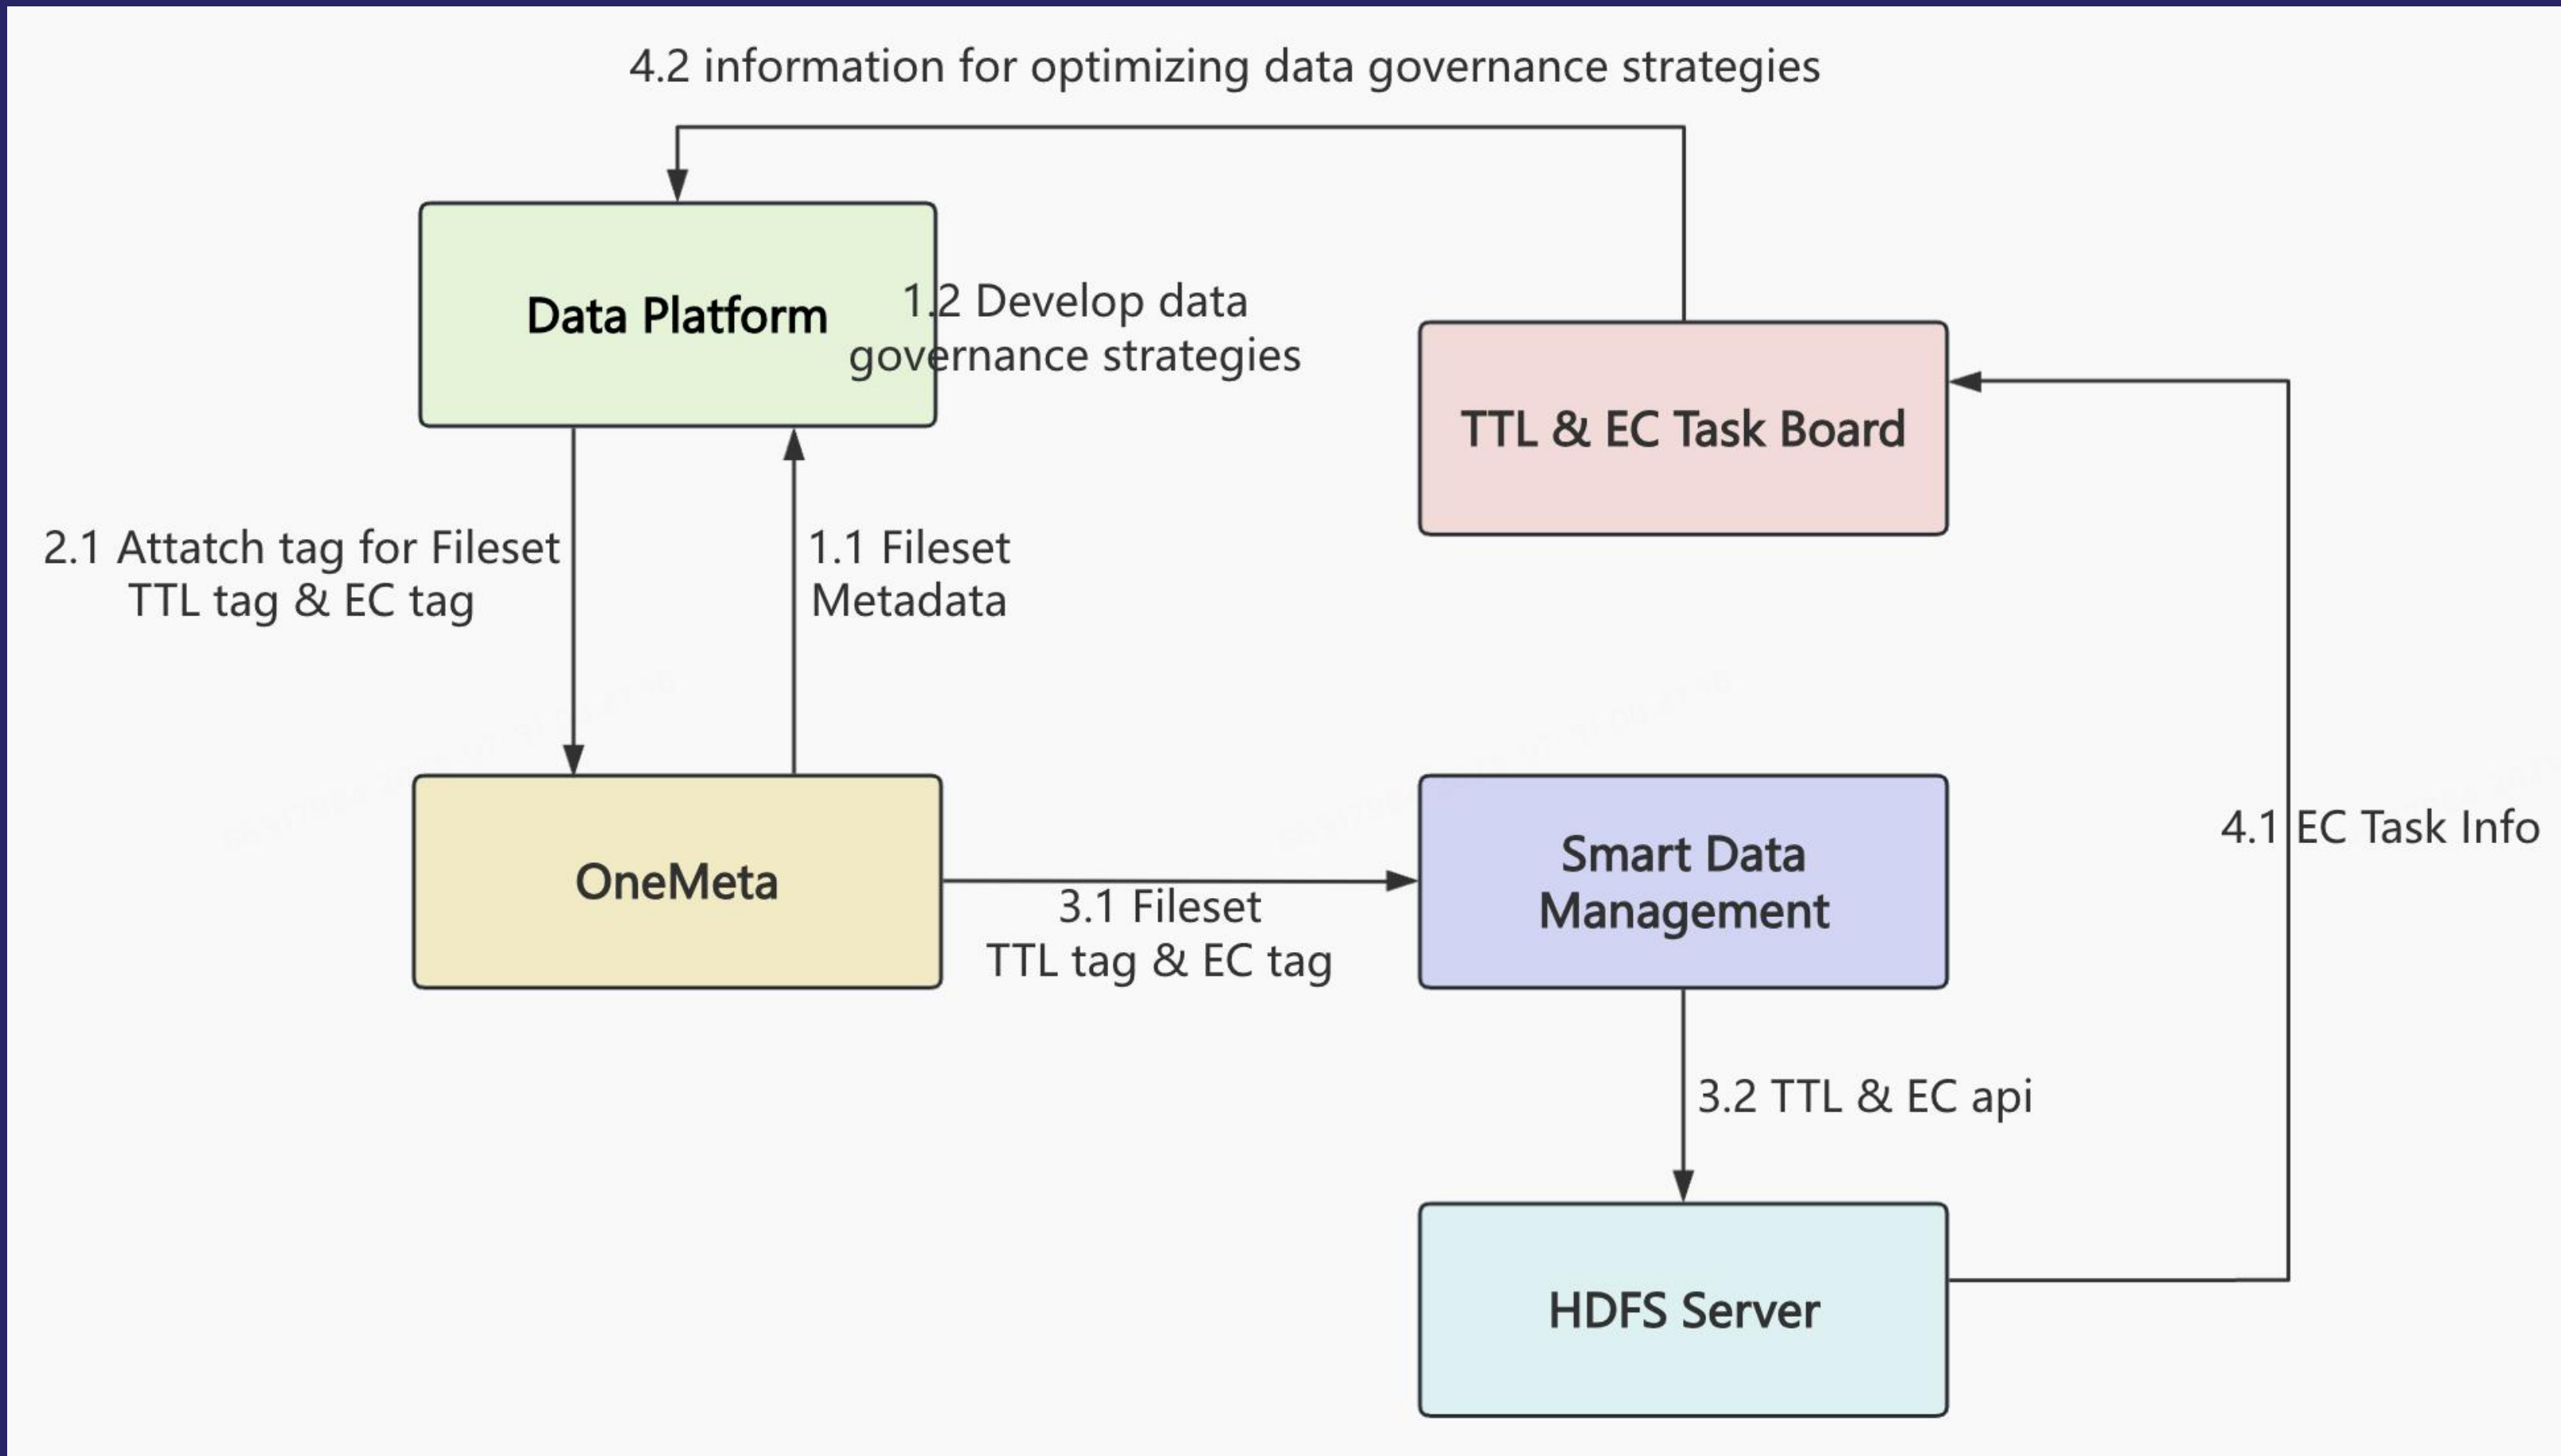 4.2 information for optimizing data governance strategies
Data Platform
1.2 Develop data
governance strategies
TTL & EC Task Board
2.1 Attatch tag for Fileset
TTL tag & EC tag
1.1 Fileset
Metadata
OneMeta
3.1 Fileset
TTL tag & EC tag
Smart Data
Management
4.1 EC Task Info
3.2 TTL & EC api
HDFS Server